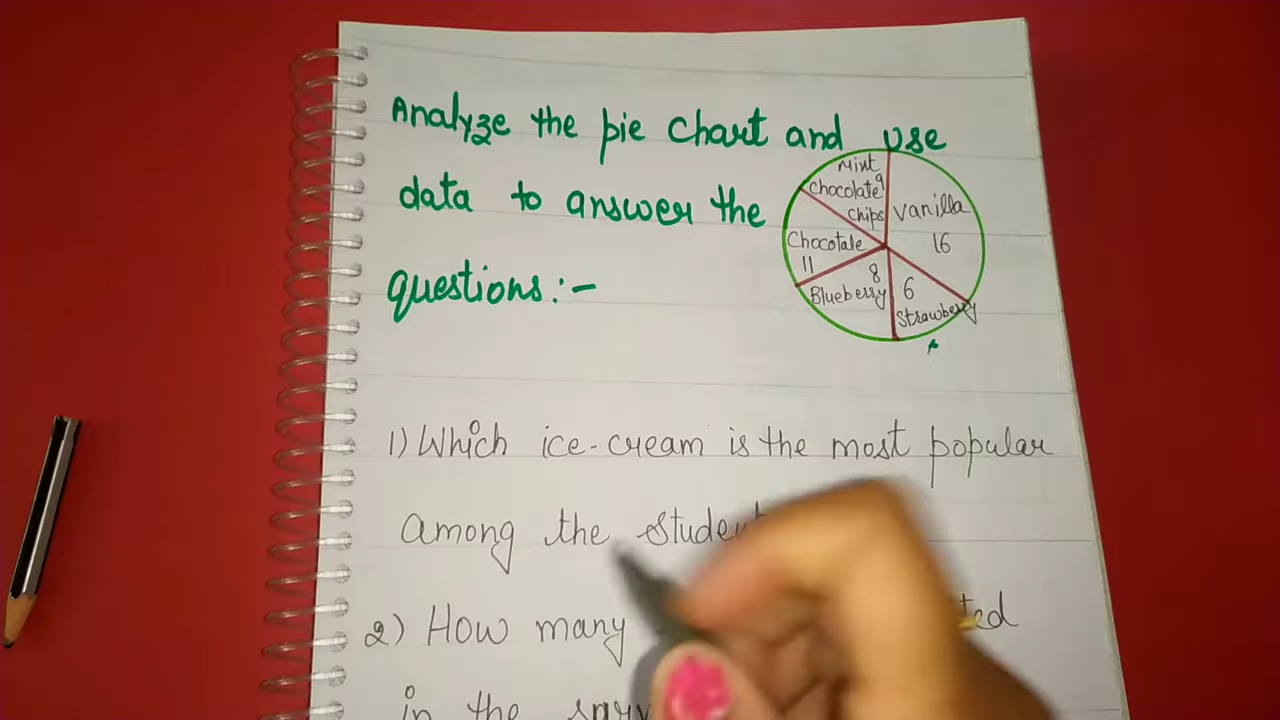 Analyze the pie chart and use
data to answer the
questions:-
Mint
chocolate 9
chips
Vanilla
16
Chocotale
11
8
Blueberry
6
Strawberry
1) Which ice-cream is the most popular
among the
2) How many
in the